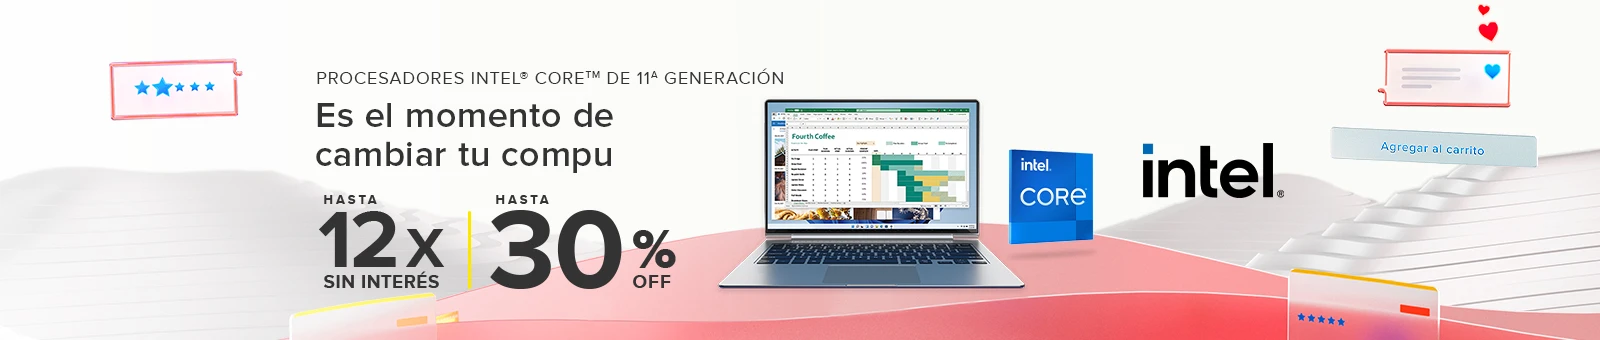 PROCESADORES INTEL® CORE™ DE 11ª GENERACIÓN
Es el momento de
cambiar tu compu
HASTA
12X
SIN INTERÉS
HASTA
30%
OFF
Fourth Coffee
intel.
CORE
intel®
Agregar al carrito